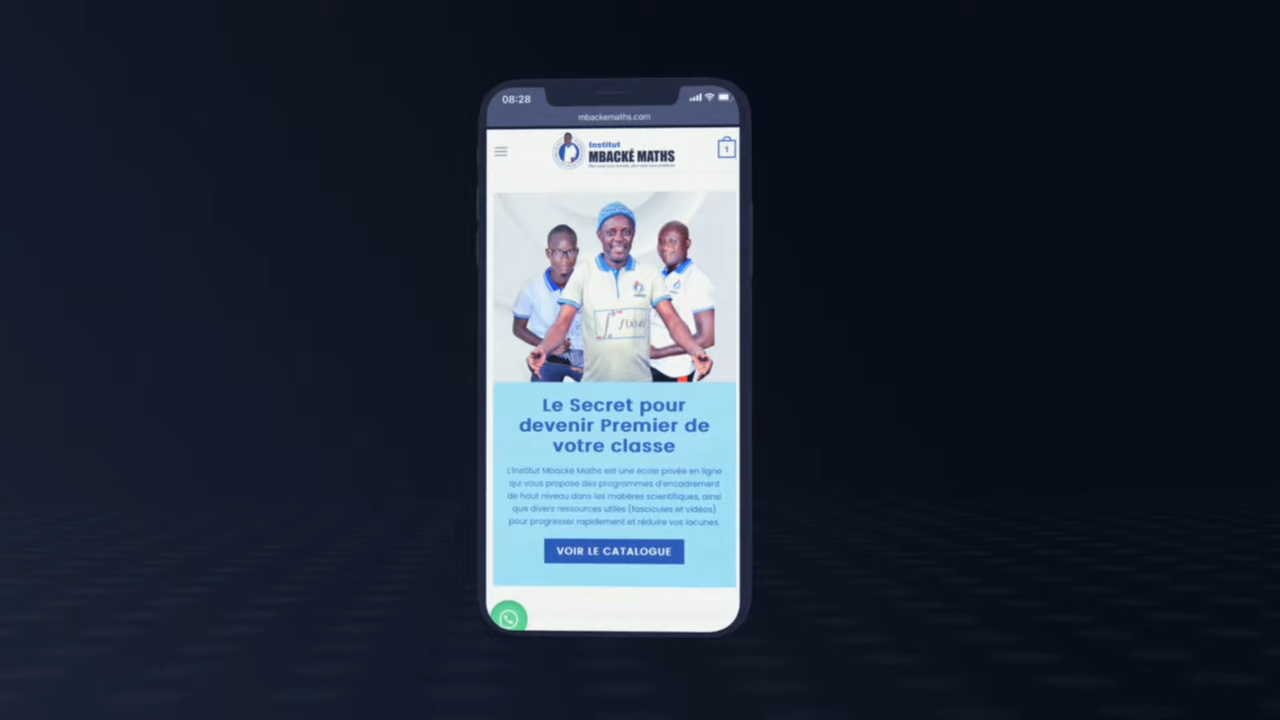 08:28
mbackemaths.com
Institut
MBACKÉ MATHS
1
f(x)dx
Le Secret pour
devenir Premier de
votre classe
L'Institut Mbacké Maths est une école privée en ligne
qui vous propose des programmes d'encadrement
de haut niveau dans les matières scientifiques, ainsi
que divers ressources utiles (fascicules et vidéos)
pour progresser rapidement et réduire vos lacunes.
VOIR LE CATALOGUE